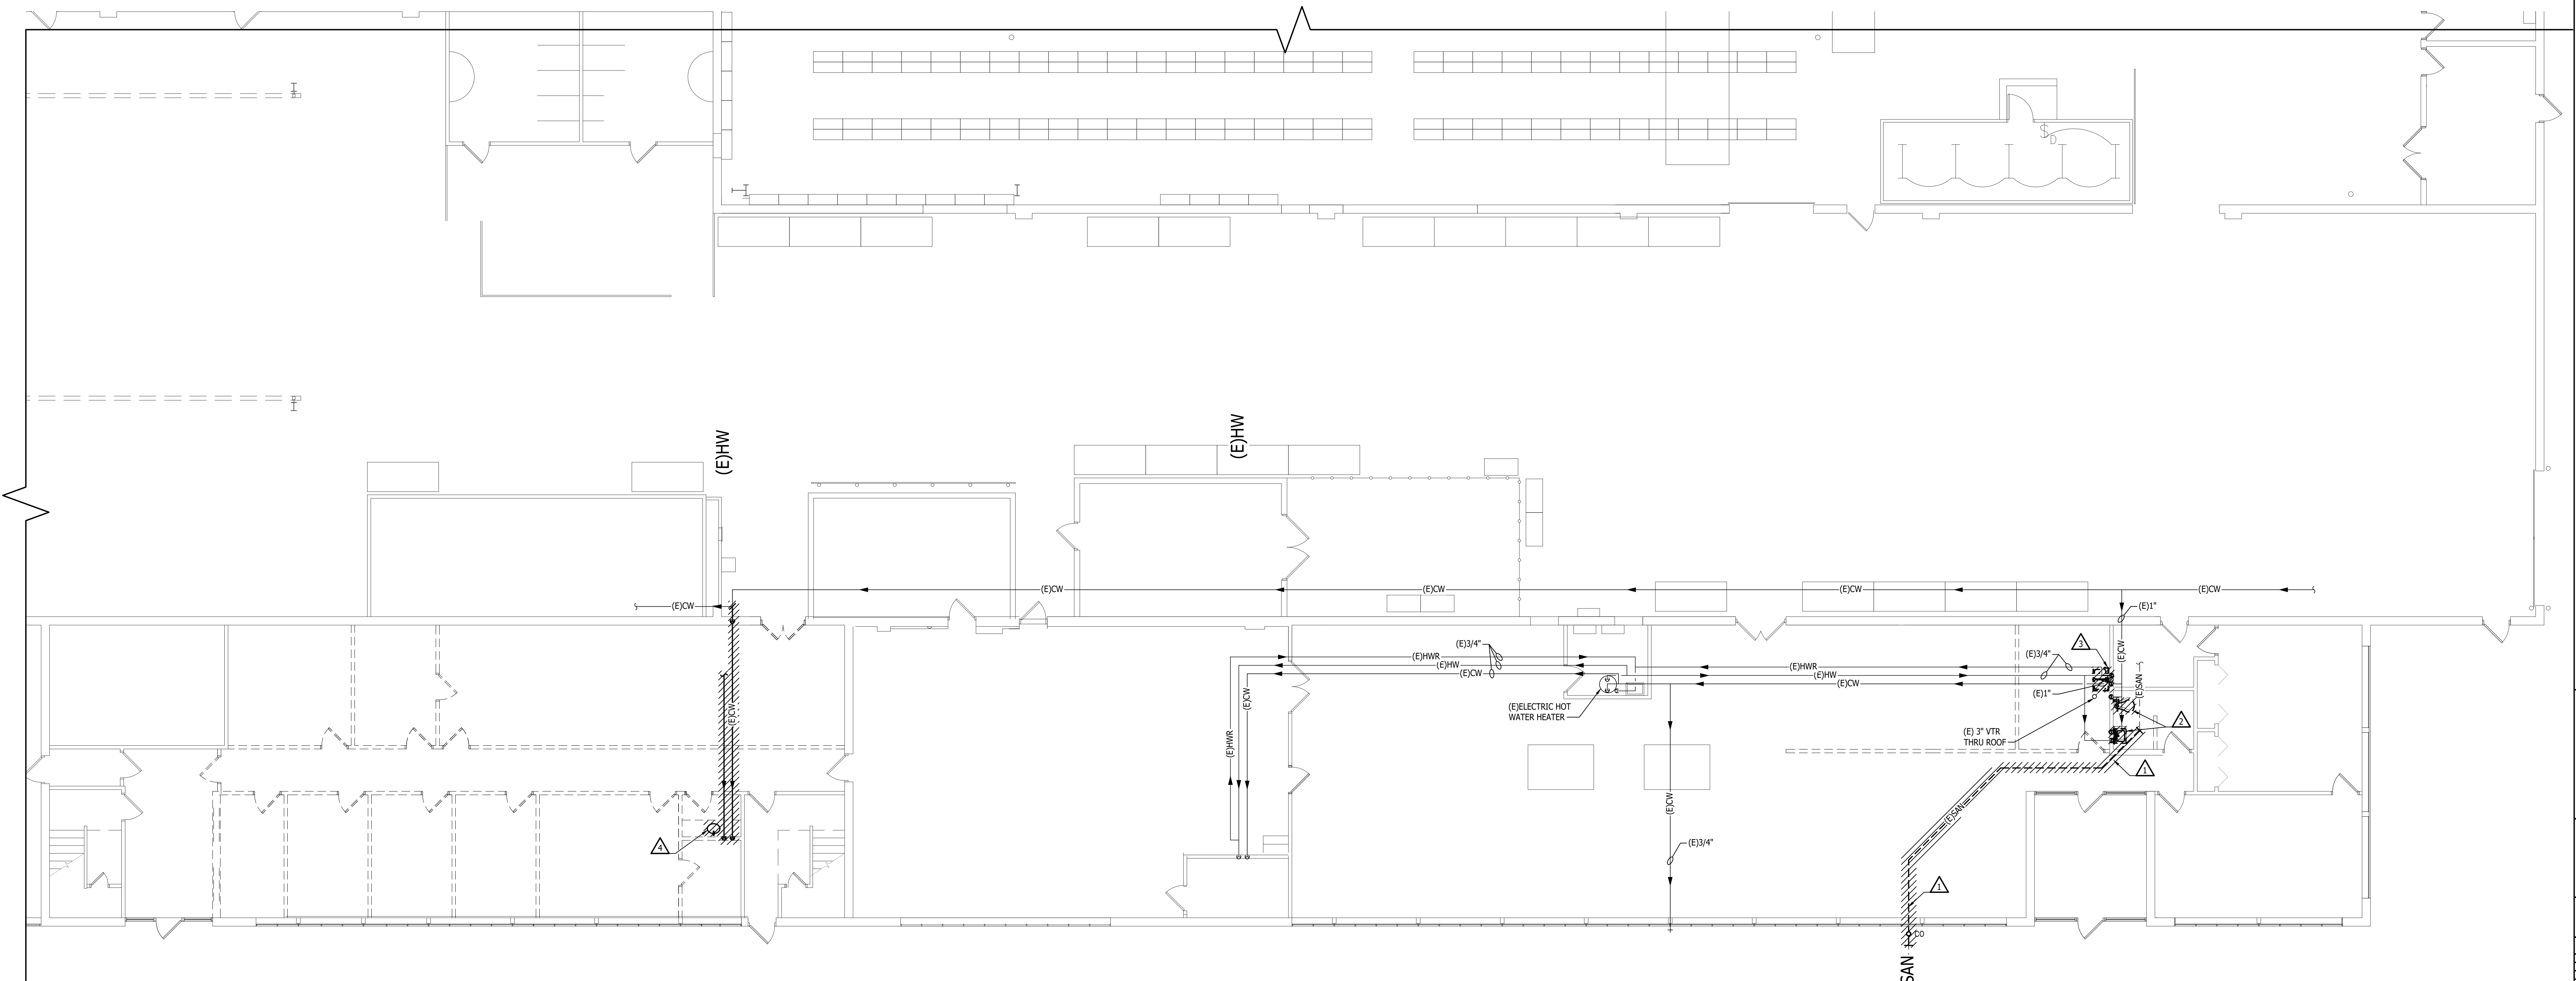 $
D
(E)HW
(E)HW
(E)CW
(E)CW
(E)CW
(E)CW
(E)CW
(E)1"
(E)CW
3
(E)3/4"
(E)HWR
(E)HW
(E)CW
(E)3/4"
(E)HWR
(E)HW
(E)CW
(E)1"
(E)SAN
(E)CW
(E)CW
(E)ELECTRIC HOT
WATER HEATER
2
(E) 3" VTR
THRU ROOF
(E)HWR
1
(E)CW
(E)SAN
4
(E)3/4"
1
CO
SAN